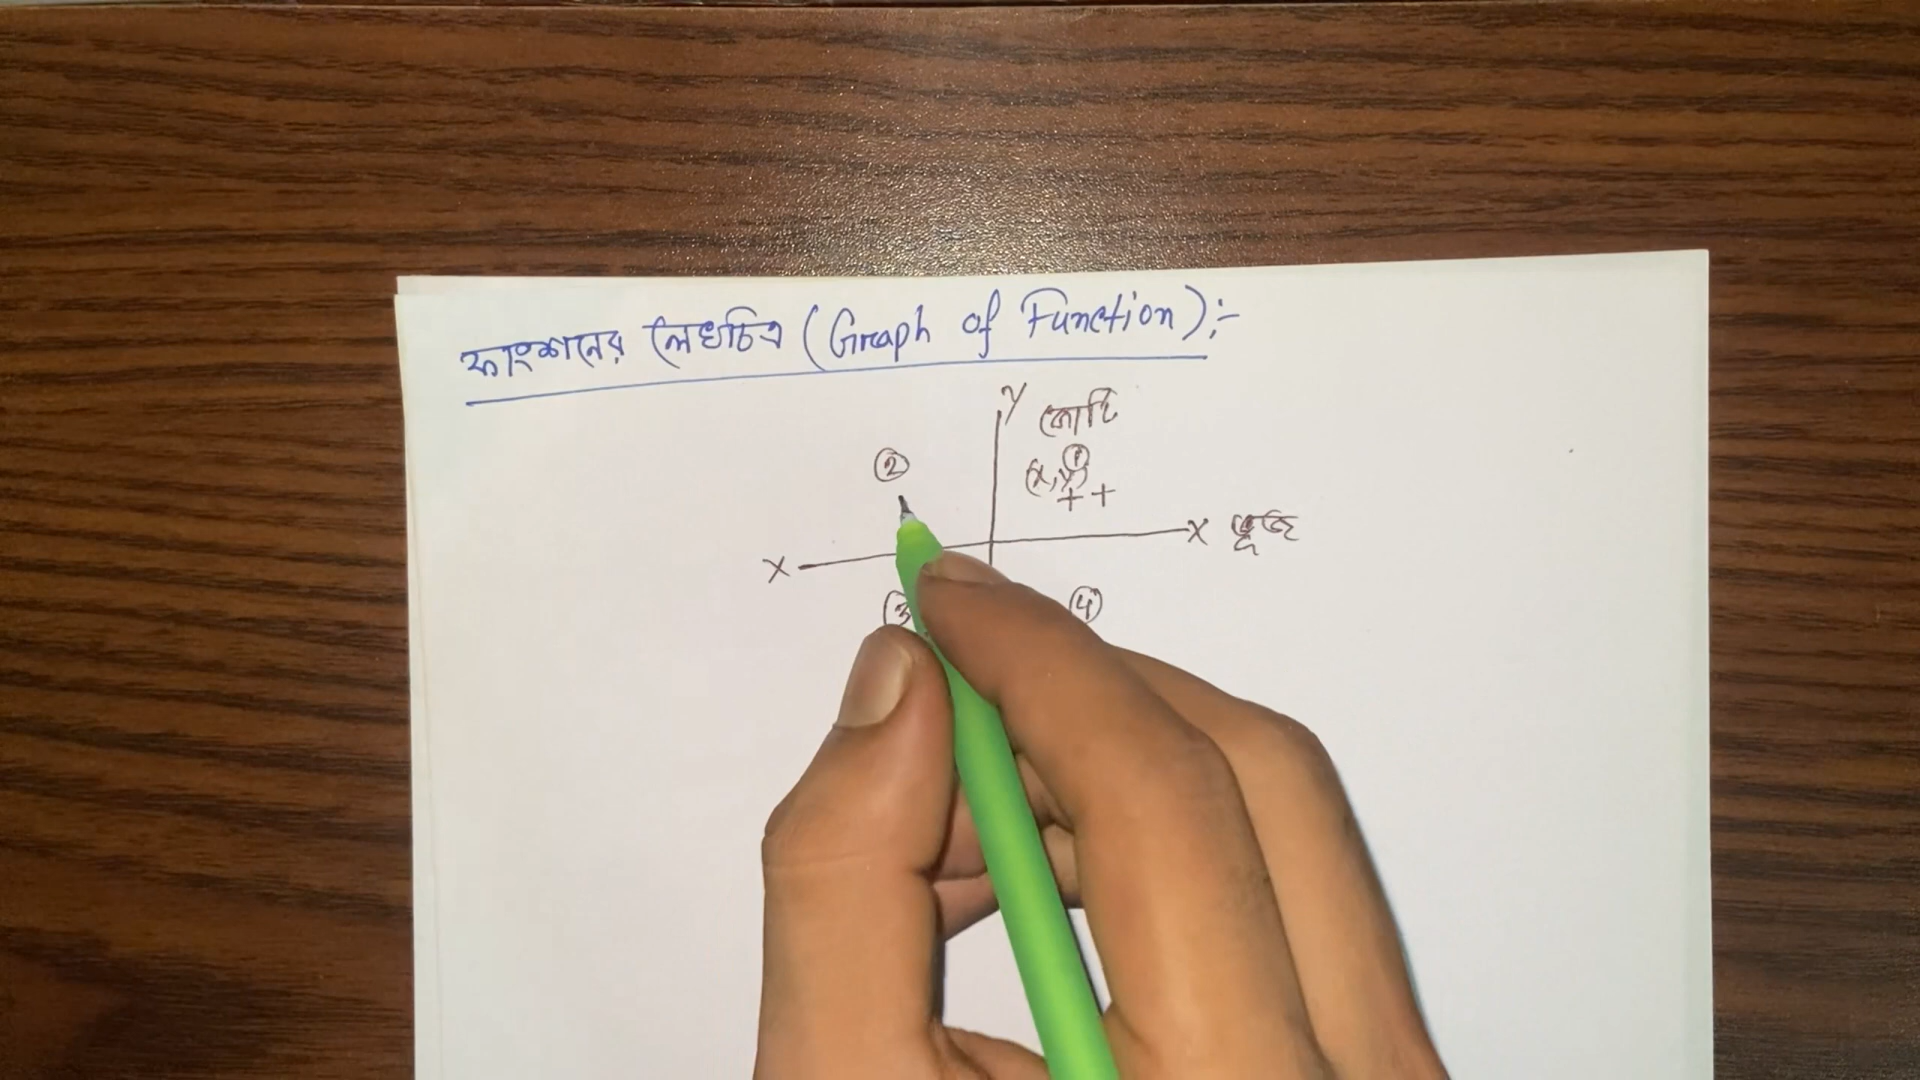 ফাংশনের লেখচিত্র (Graph of Function):-
Y কোটি
② (x,y) ①
+ +
X X ভূজ
③ ④